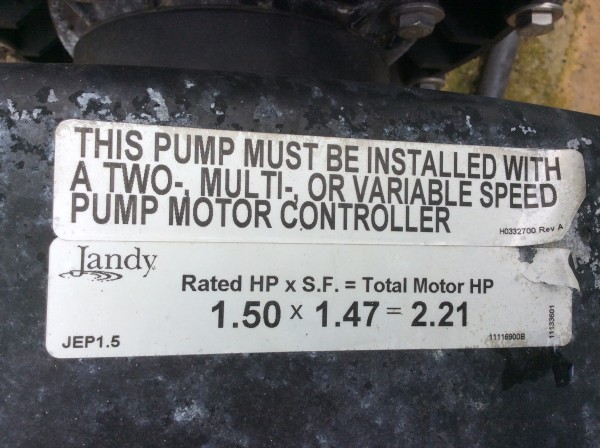 THIS PUMP MUST BE INSTALLED WITH
A TWO-, MULTI-, OR VARIABLE SPEED
PUMP MOTOR CONTROLLER
H0332700 Rev A
Jandy
Rated HP x S.F. = Total Motor HP
1.50 x 1.47 = 2.21
JEP1.5
11116900B
11133601